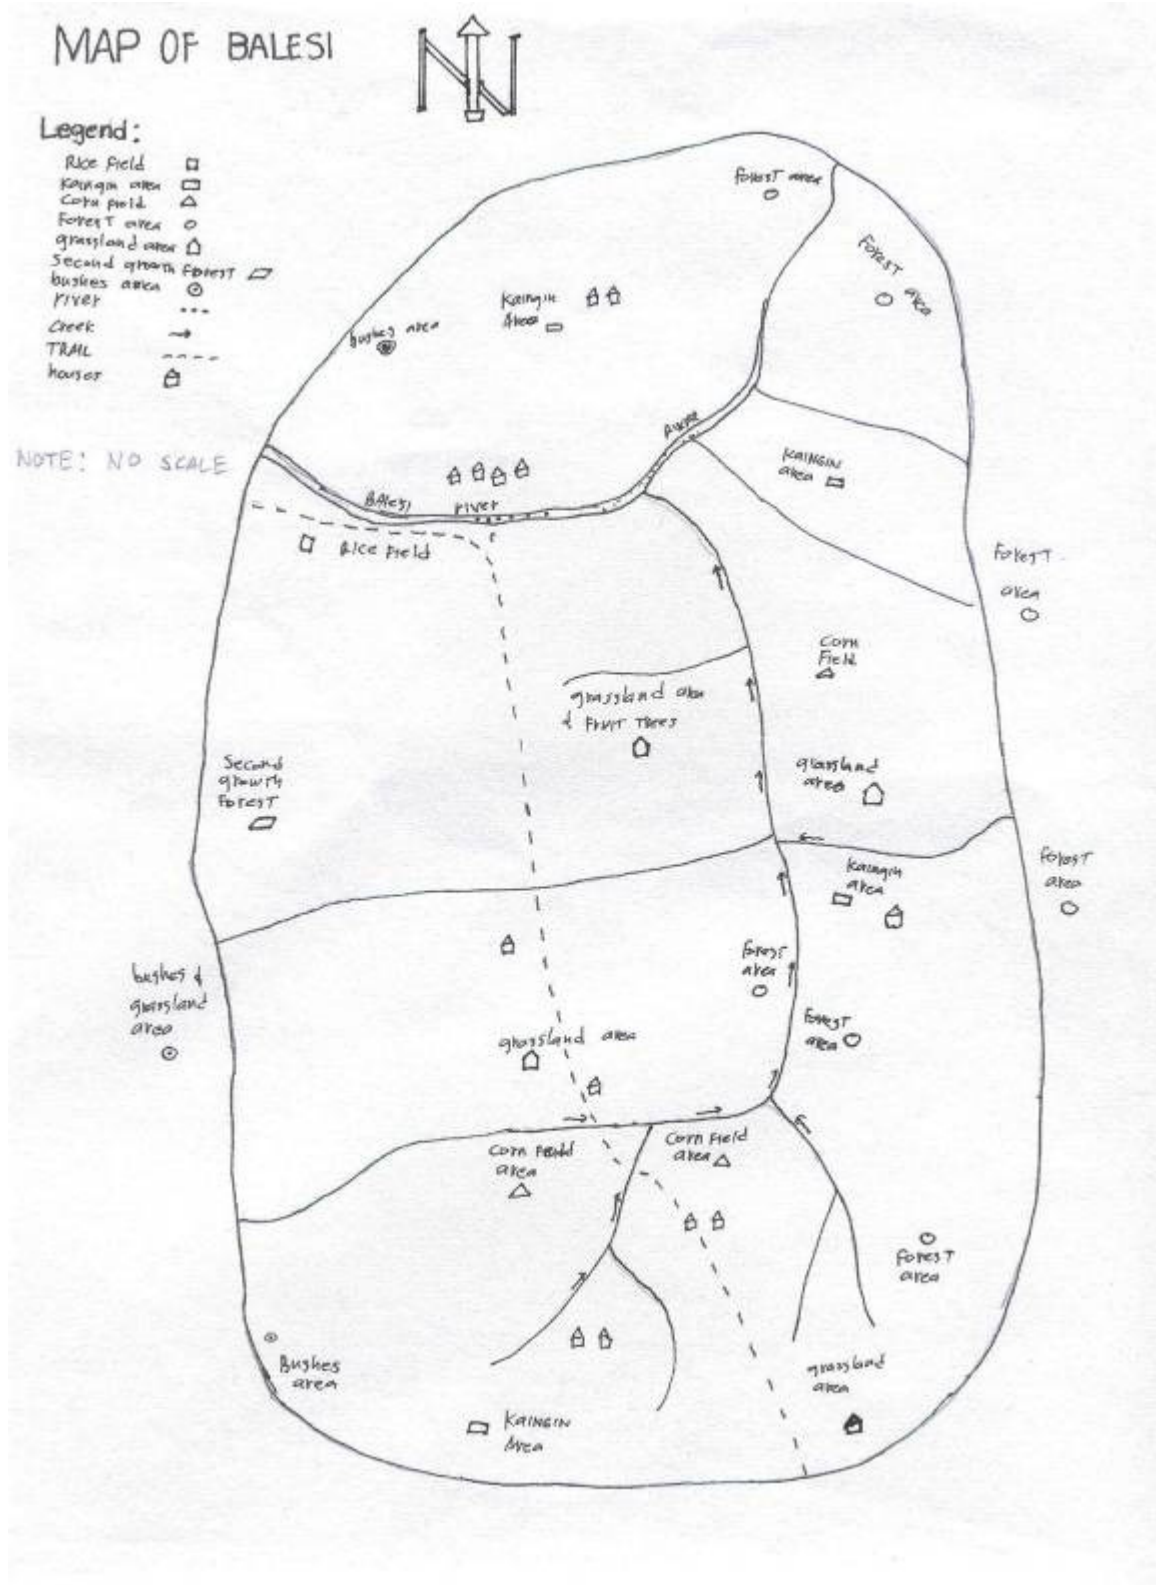 MAP OF BALESI
N
Legend:
Rice Field
Kaingin area
Corn Field
Forest area
grassland area
Second growth Forest
bushes area
river
Creek
TRAIL
houses
NOTE: NO SCALE
Forest area
Forest area
Kaingin
Area
bushes area
River
BALESI river
Kaingin
area
Rice Field
Forest
area
Corn
Field
grassland area
& Fruit Trees
grassland
area
Second
growth
Forest
Kaingin
area
Forest
area
Forest
area
bushes &
grassland
area
Forest
area
grassland area
Corn Field
area
Corn Field
area
Forest
area
Bushes
area
grassland
area
Kaingin
Area